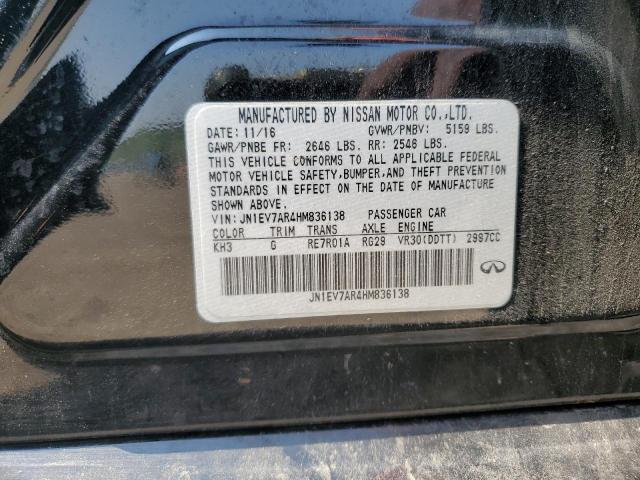 MANUFACTURED BY NISSAN MOTOR CO.,LTD.
DATE: 11/16 GVWR/PNBV: 5159 LBS.
GAWR/PNBE FR: 2646 LBS. RR: 2546 LBS.
THIS VEHICLE CONFORMS TO ALL APPLICABLE FEDERAL
MOTOR VEHICLE SAFETY,BUMPER,AND THEFT PREVENTION
STANDARDS IN EFFECT ON THE DATE OF MANUFACTURE
SHOWN ABOVE.
VIN: JN1EV7AR4HM836138 PASSENGER CAR
COLOR TRIM TRANS AXLE ENGINE
KH3 G RE7R01A RG29 VR30(DDTT) 2997CC
JN1EV7AR4HM836138